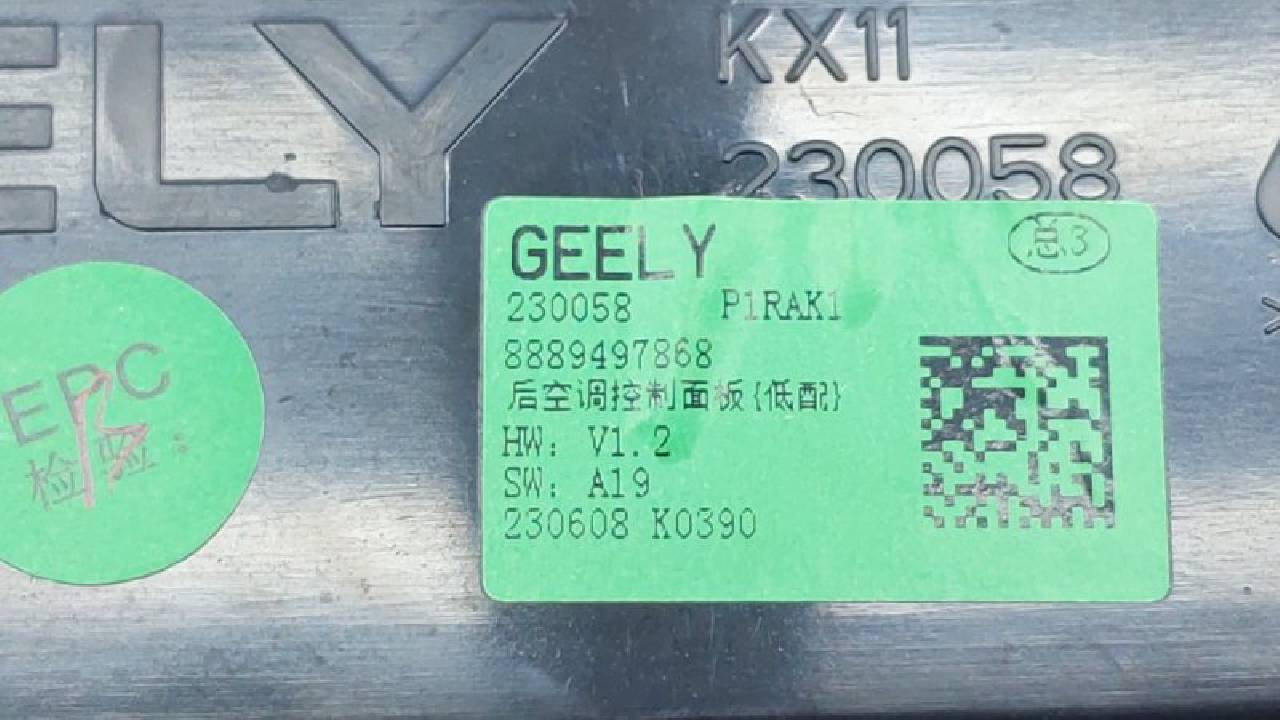 ELY
KX11
230058
GEELY
总3
230058 P1RAK1
8889497868
后空调控制面板{低配}
HW: V1.2
SW: A19
230608 K0390
EPC
检验